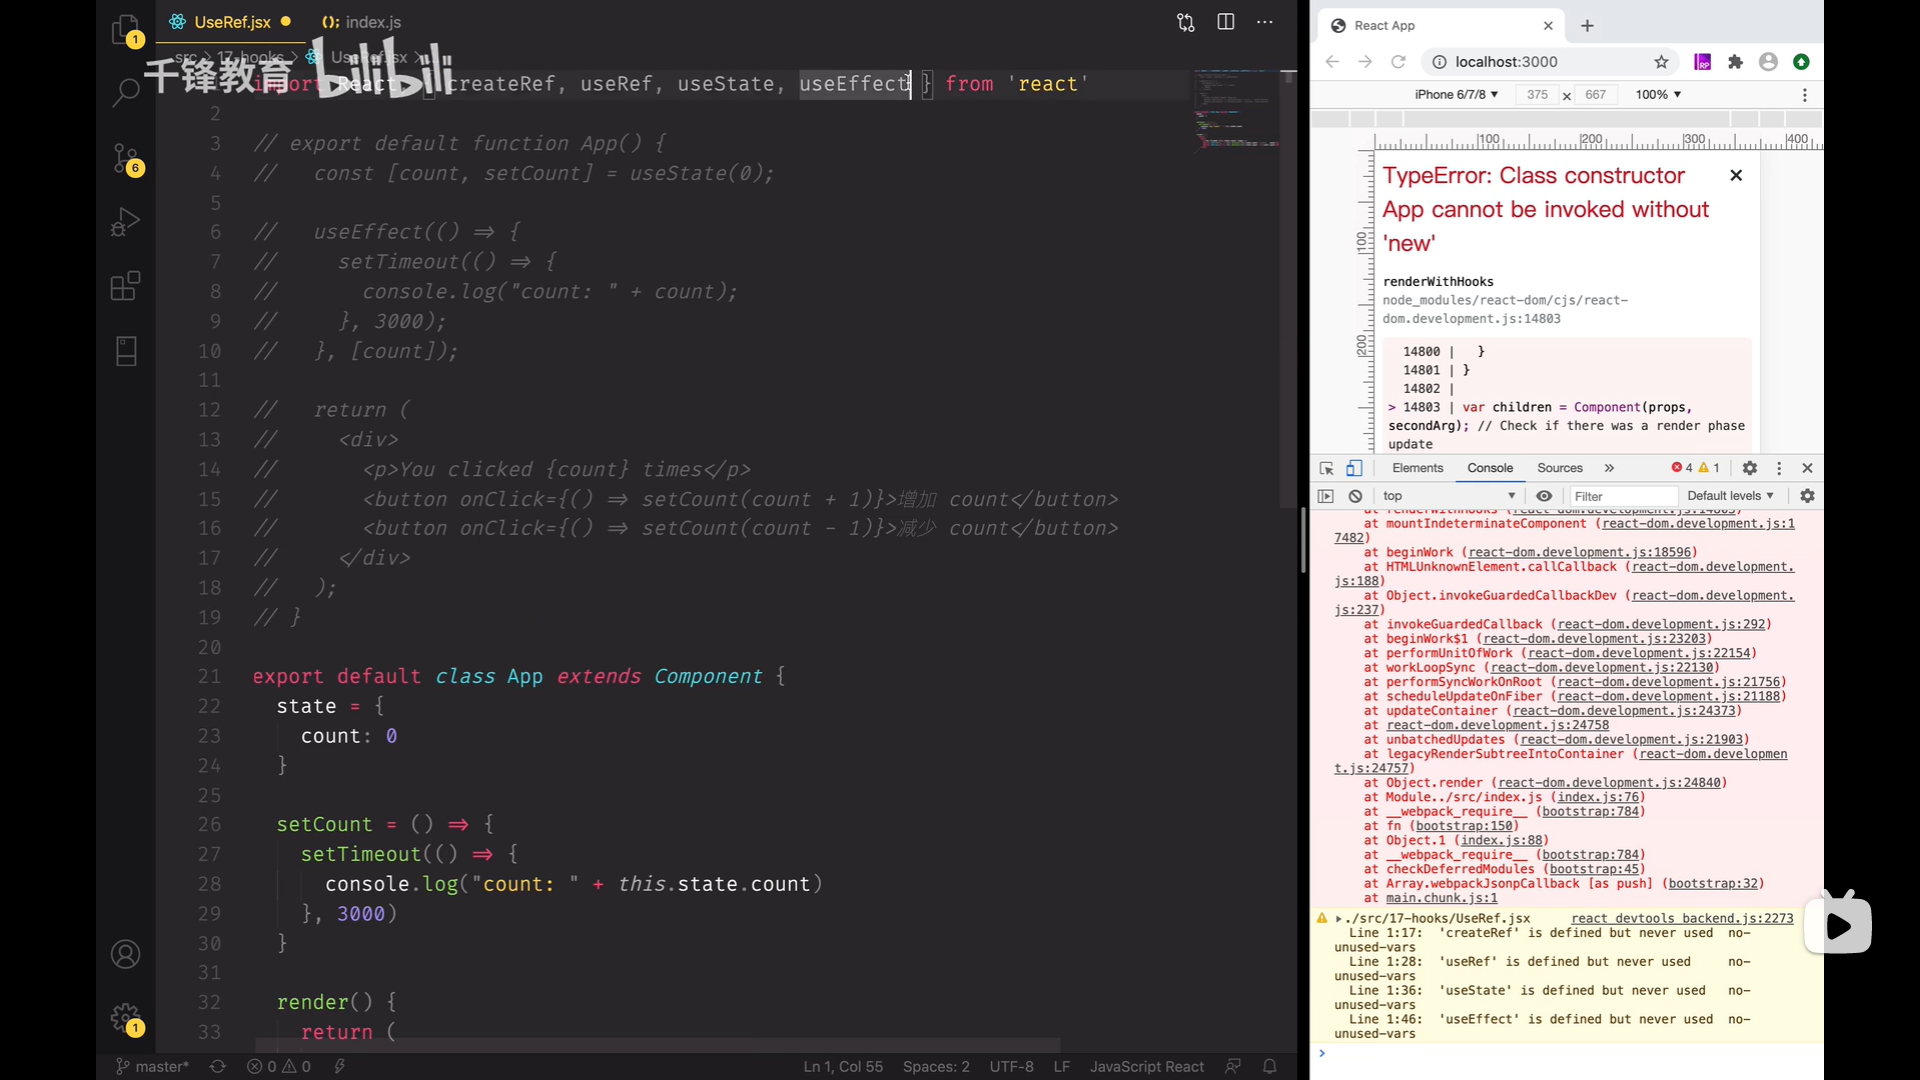 UseRef.jsx
index.js
src > 17-hooks > UseRef.jsx
千锋教育 bilibili
import React, { createRef, useRef, useState, useEffect } from 'react'
2
3 // export default function App() {
4 //   const [count, setCount] = useState(0);
5
6 //   useEffect(() => {
7 //     setTimeout(() => {
8 //       console.log("count: " + count);
9 //     }, 3000);
10 //   }, [count]);
11
12 //   return (
13 //     <div>
14 //       <p>You clicked {count} times</p>
15 //       <button onClick={() => setCount(count + 1)}>增加 count</button>
16 //       <button onClick={() => setCount(count - 1)}>减少 count</button>
17 //     </div>
18 //   );
19 // }
20
21 export default class App extends Component {
22   state = {
23     count: 0
24   }
25
26   setCount = () => {
27     setTimeout(() => {
28       console.log("count: " + this.state.count)
29     }, 3000)
30   }
31
32   render() {
33     return (
1
6
1
master*
0 0
Ln 1, Col 55
Spaces: 2
UTF-8
LF
JavaScript React
React App
localhost:3000
iPhone 6/7/8 ▼ 375 × 667 100% ▼
100 200 300 400
100
200
TypeError: Class constructor
App cannot be invoked without
'new'
renderWithHooks
node_modules/react-dom/cjs/react-
dom.development.js:14803
14800 |   }
14801 | }
14802 |
> 14803 | var children = Component(props,
secondArg); // Check if there was a render phase
update
Elements Console Sources » 4 1
top Filter Default levels ▼
at renderWithHooks (react-dom.development.js:14803)
at mountIndeterminateComponent (react-dom.development.js:1
7482)
at beginWork (react-dom.development.js:18596)
at HTMLUnknownElement.callCallback (react-dom.development.
js:188)
at Object.invokeGuardedCallbackDev (react-dom.development.
js:237)
at invokeGuardedCallback (react-dom.development.js:292)
at beginWork$1 (react-dom.development.js:23203)
at performUnitOfWork (react-dom.development.js:22154)
at workLoopSync (react-dom.development.js:22130)
at performSyncWorkOnRoot (react-dom.development.js:21756)
at scheduleUpdateOnFiber (react-dom.development.js:21188)
at updateContainer (react-dom.development.js:24373)
at react-dom.development.js:24758
at unbatchedUpdates (react-dom.development.js:21903)
at legacyRenderSubtreeIntoContainer (react-dom.developmen
t.js:24757)
at Object.render (react-dom.development.js:24840)
at Module../src/index.js (index.js:76)
at __webpack_require__ (bootstrap:784)
at fn (bootstrap:150)
at Object.1 (index.js:88)
at __webpack_require__ (bootstrap:784)
at checkDeferredModules (bootstrap:45)
at Array.webpackJsonpCallback [as push] (bootstrap:32)
at main.chunk.js:1
./src/17-hooks/UseRef.jsx react_devtools_backend.js:2273
Line 1:17:  'createRef' is defined but never used  no-
unused-vars
Line 1:28:  'useRef' is defined but never used  no-
unused-vars
Line 1:36:  'useState' is defined but never used  no-
unused-vars
Line 1:46:  'useEffect' is defined but never used  no-
unused-vars
>